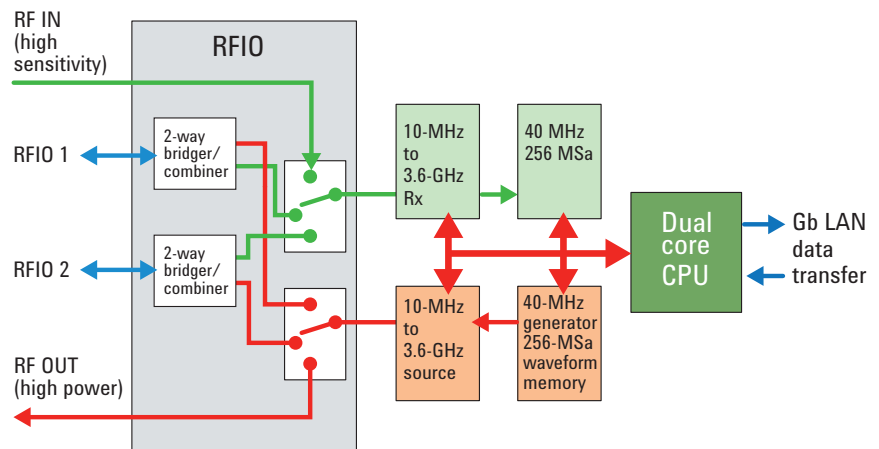 RF IN
(high
sensitivity)
RFIO
RFIO 1
2-way
bridger/
combiner
RFIO 2
2-way
bridger/
combiner
RF OUT
(high power)
10-MHz
to
3.6-GHz
Rx
40 MHz
256 MSa
10-MHz
to
3.6-GHz
source
40-MHz
generator
256-MSa
waveform
memory
Dual
core
CPU
Gb LAN
data
transfer